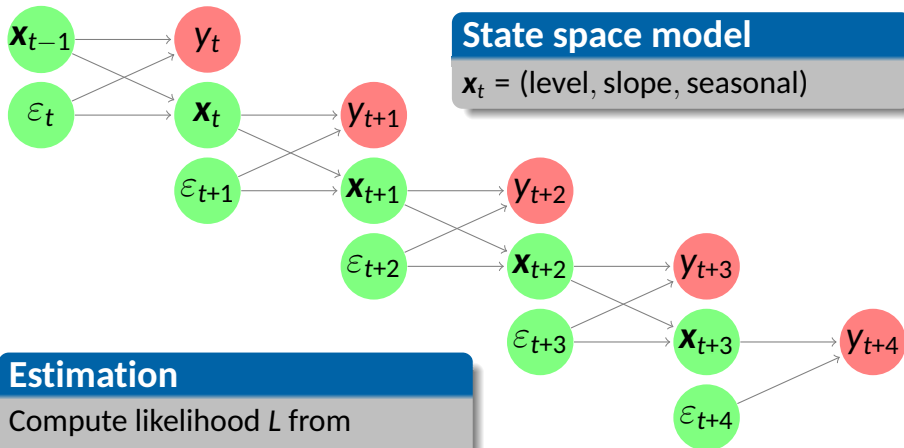 x_{t−1} y_t
State space model
x_t = (level, slope, seasonal)
ε_t x_t y_{t+1}
ε_{t+1} x_{t+1} y_{t+2}
ε_{t+2} x_{t+2} y_{t+3}
ε_{t+3} x_{t+3} y_{t+4}
Estimation
Compute likelihood L from
ε_{t+4}